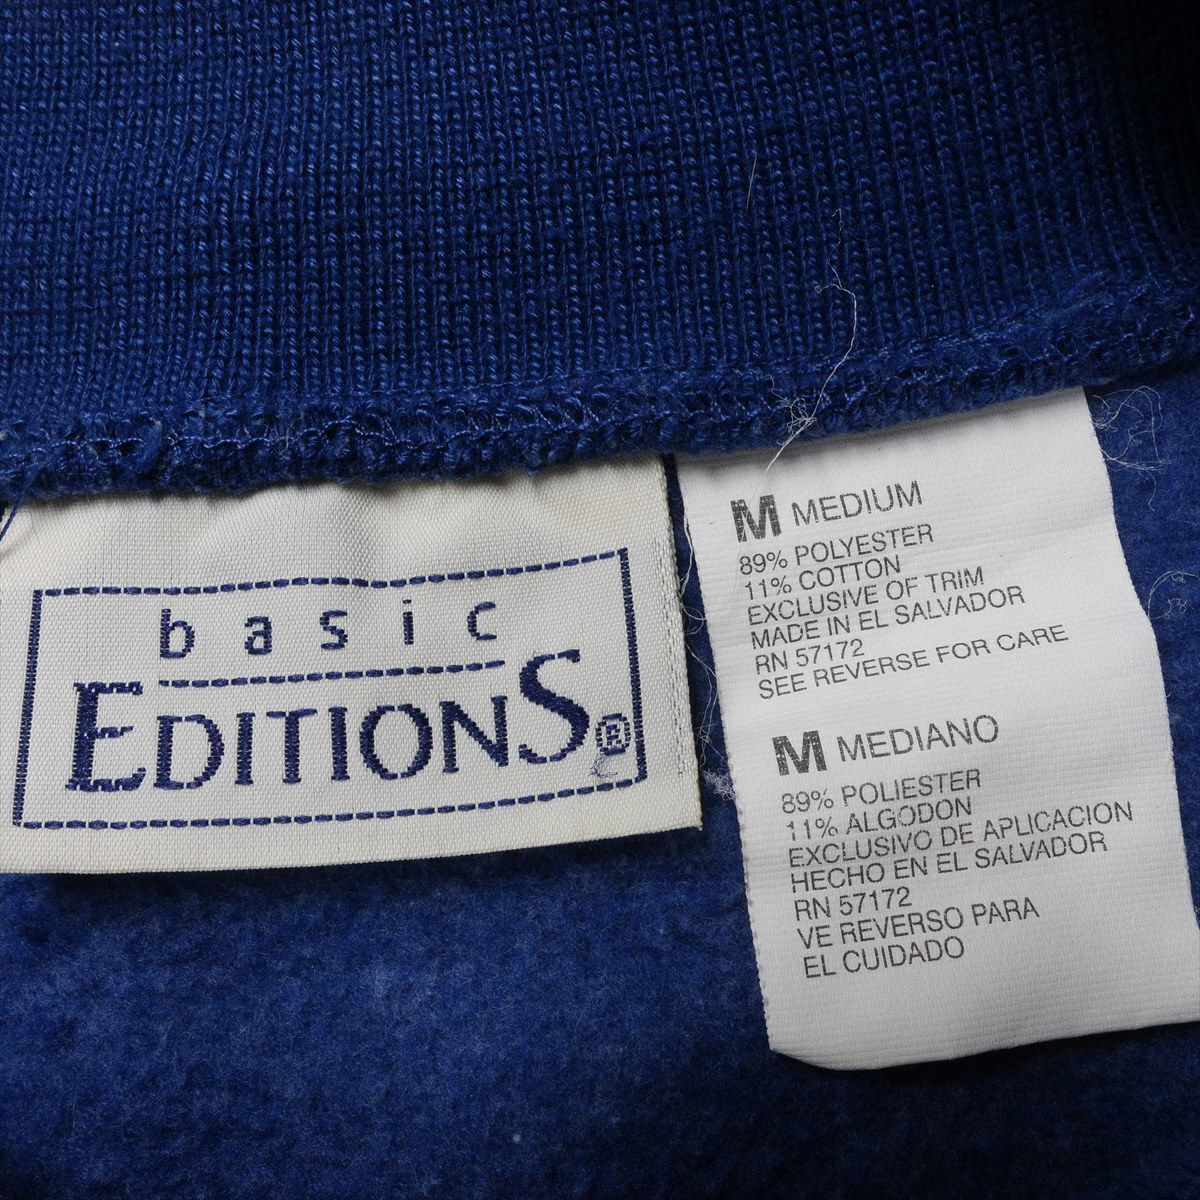 basic
EDITIONS®
M MEDIUM
89% POLYESTER
11% COTTON
EXCLUSIVE OF TRIM
MADE IN EL SALVADOR
RN 57172
SEE REVERSE FOR CARE
M MEDIANO
89% POLIESTER
11% ALGODON
EXCLUSIVO DE APLICACION
HECHO EN EL SALVADOR
RN 57172
VE REVERSO PARA
EL CUIDADO